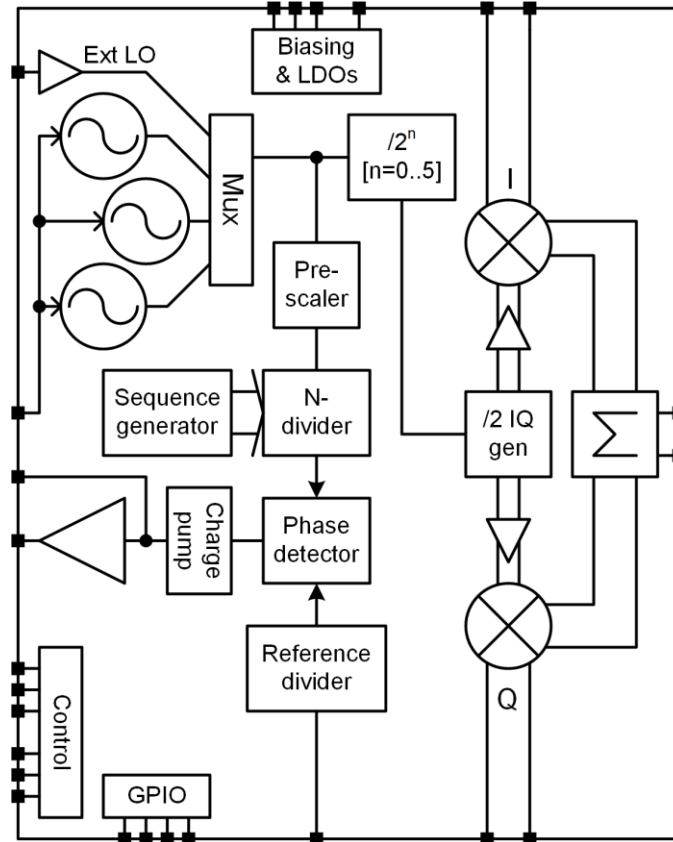 Ext LO
Biasing
& LDOs
Mux
/2ⁿ
[n=0..5]
I
Pre-
scaler
Sequence
generator
N-
divider
/2 IQ
gen
Σ
Charge
pump
Phase
detector
Reference
divider
Q
Control
GPIO